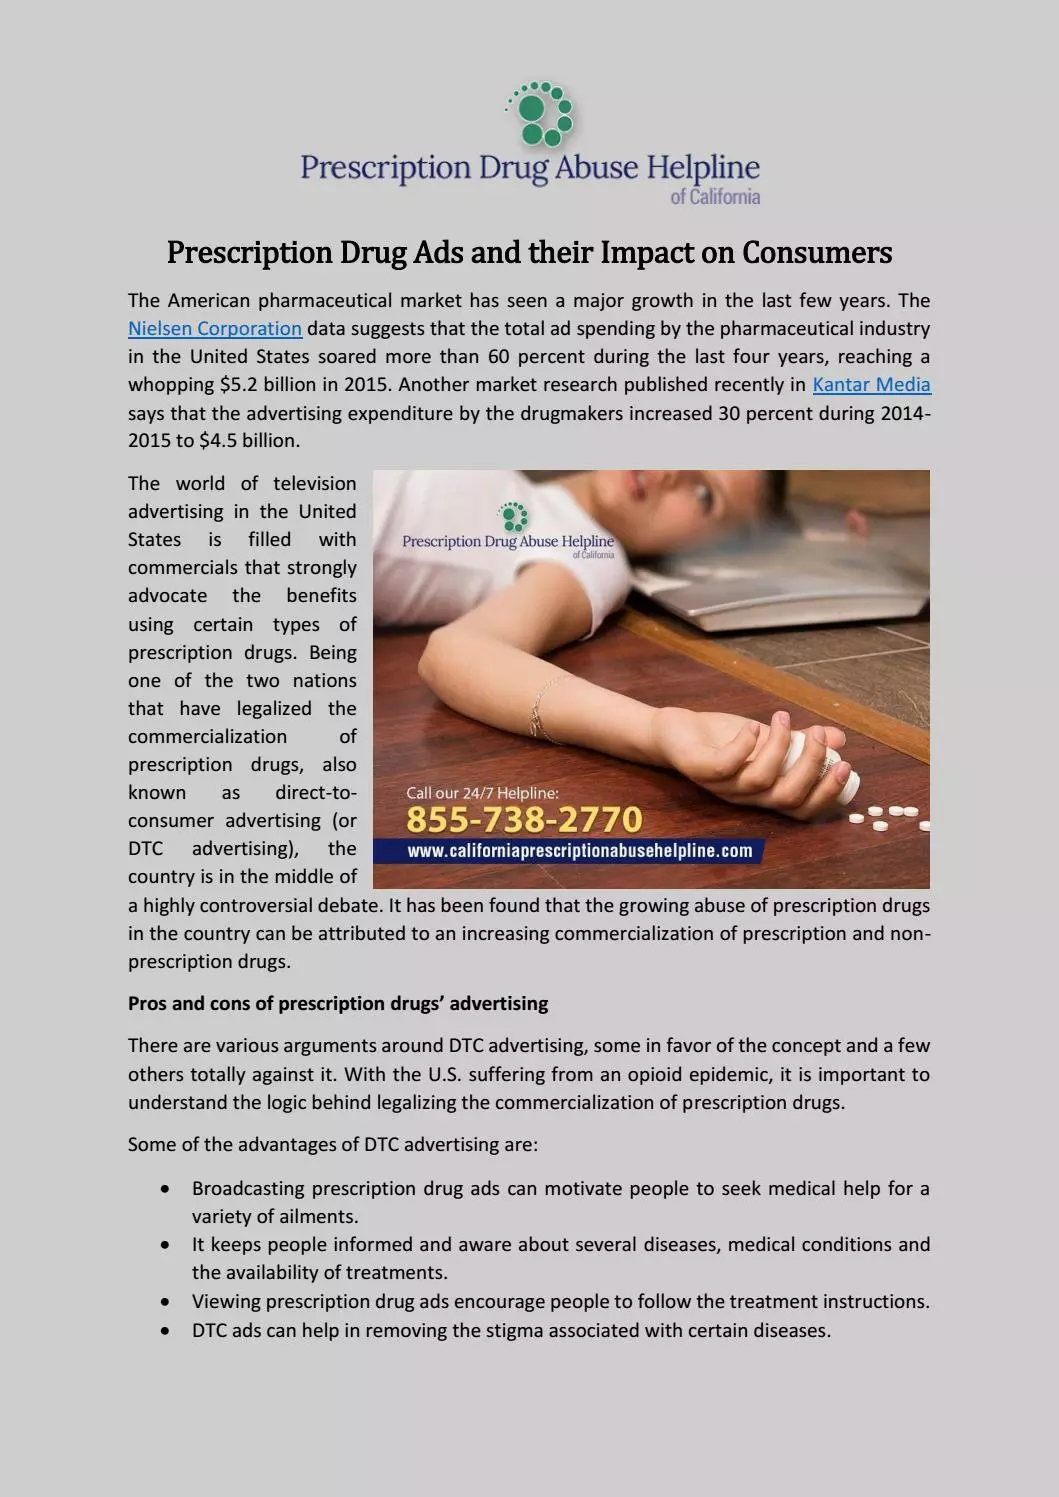 Prescription Drug Abuse Helpline
of California
Prescription Drug Ads and their Impact on Consumers
The American pharmaceutical market has seen a major growth in the last few years. The
Nielsen Corporation data suggests that the total ad spending by the pharmaceutical industry
in the United States soared more than 60 percent during the last four years, reaching a
whopping $5.2 billion in 2015. Another market research published recently in Kantar Media
says that the advertising expenditure by the drugmakers increased 30 percent during 2014-
2015 to $4.5 billion.
The world of television
advertising in the United
States is filled with
commercials that strongly
advocate the benefits
using certain types of
prescription drugs. Being
one of the two nations
that have legalized the
commercialization of
prescription drugs, also
known as direct-to-
consumer advertising (or
DTC advertising), the
country is in the middle of
Prescription Drug Abuse Helpline
of California
Call our 24/7 Helpline:
855-738-2770
www.californiaprescriptionabusehelpline.com
a highly controversial debate. It has been found that the growing abuse of prescription drugs
in the country can be attributed to an increasing commercialization of prescription and non-
prescription drugs.
Pros and cons of prescription drugs’ advertising
There are various arguments around DTC advertising, some in favor of the concept and a few
others totally against it. With the U.S. suffering from an opioid epidemic, it is important to
understand the logic behind legalizing the commercialization of prescription drugs.
Some of the advantages of DTC advertising are:
• Broadcasting prescription drug ads can motivate people to seek medical help for a
variety of ailments.
• It keeps people informed and aware about several diseases, medical conditions and
the availability of treatments.
• Viewing prescription drug ads encourage people to follow the treatment instructions.
• DTC ads can help in removing the stigma associated with certain diseases.